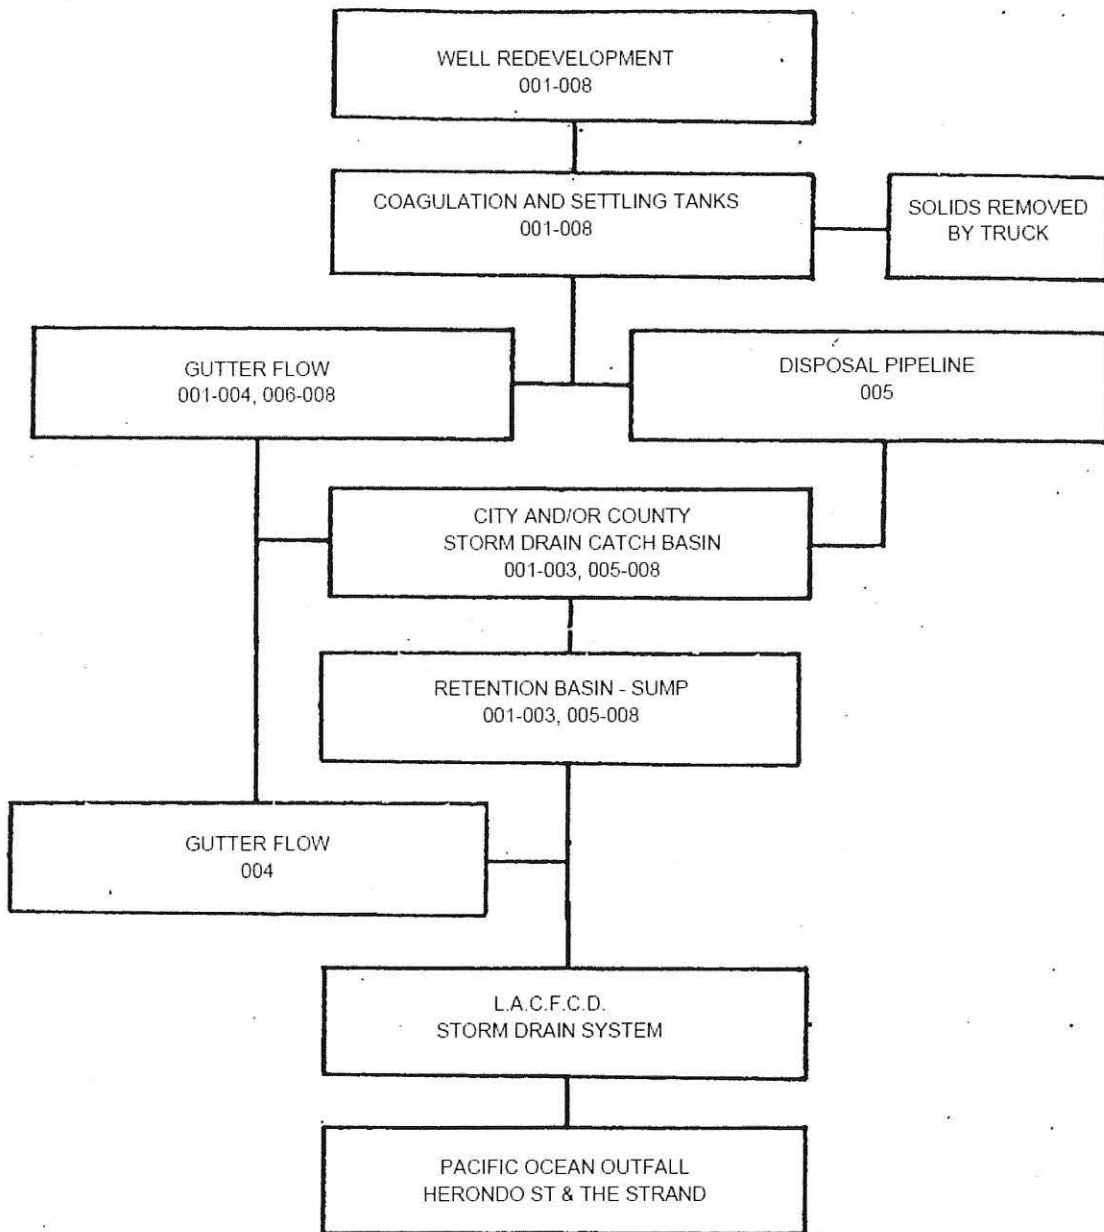 WELL REDEVELOPMENT
001-008
COAGULATION AND SETTLING TANKS
001-008
SOLIDS REMOVED
BY TRUCK
GUTTER FLOW
001-004, 006-008
DISPOSAL PIPELINE
005
CITY AND/OR COUNTY
STORM DRAIN CATCH BASIN
001-003, 005-008
RETENTION BASIN - SUMP
001-003, 005-008
GUTTER FLOW
004
L.A.C.F.C.D.
STORM DRAIN SYSTEM
PACIFIC OCEAN OUTFALL
HERONDO ST & THE STRAND